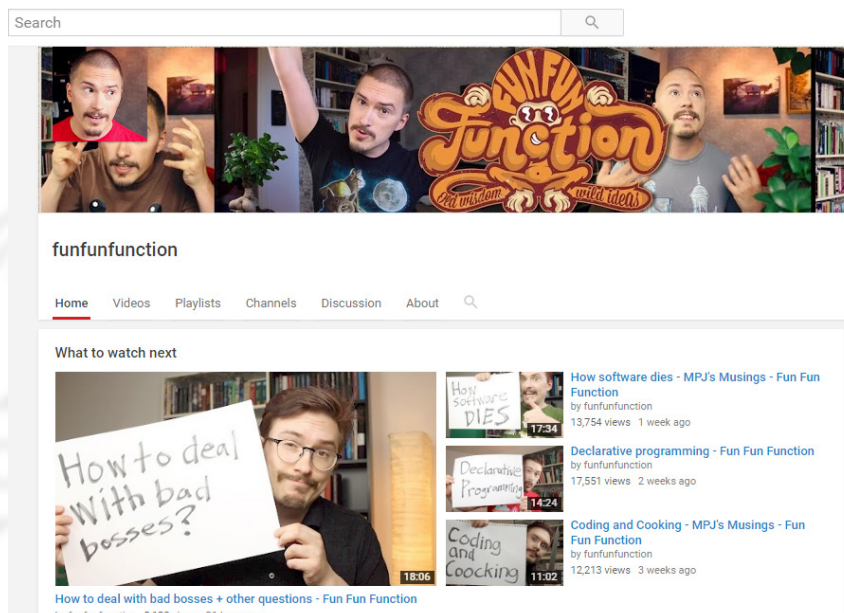 Search
FUN FUN
Function
Odd wisdom
wild ideas
funfunfunction
Home Videos Playlists Channels Discussion About
What to watch next
How to deal
with bad
bosses?
18:06
How to deal with bad bosses + other questions - Fun Fun Function
How
software
DIES
17:34
How software dies - MPJ's Musings - Fun Fun
Function
by funfunfunction
13,754 views 1 week ago
Declarative
Programming
14:24
Declarative programming - Fun Fun Function
by funfunfunction
17,551 views 2 weeks ago
Coding
and
Coocking
11:02
Coding and Cooking - MPJ's Musings - Fun
Fun Function
by funfunfunction
12,213 views 3 weeks ago